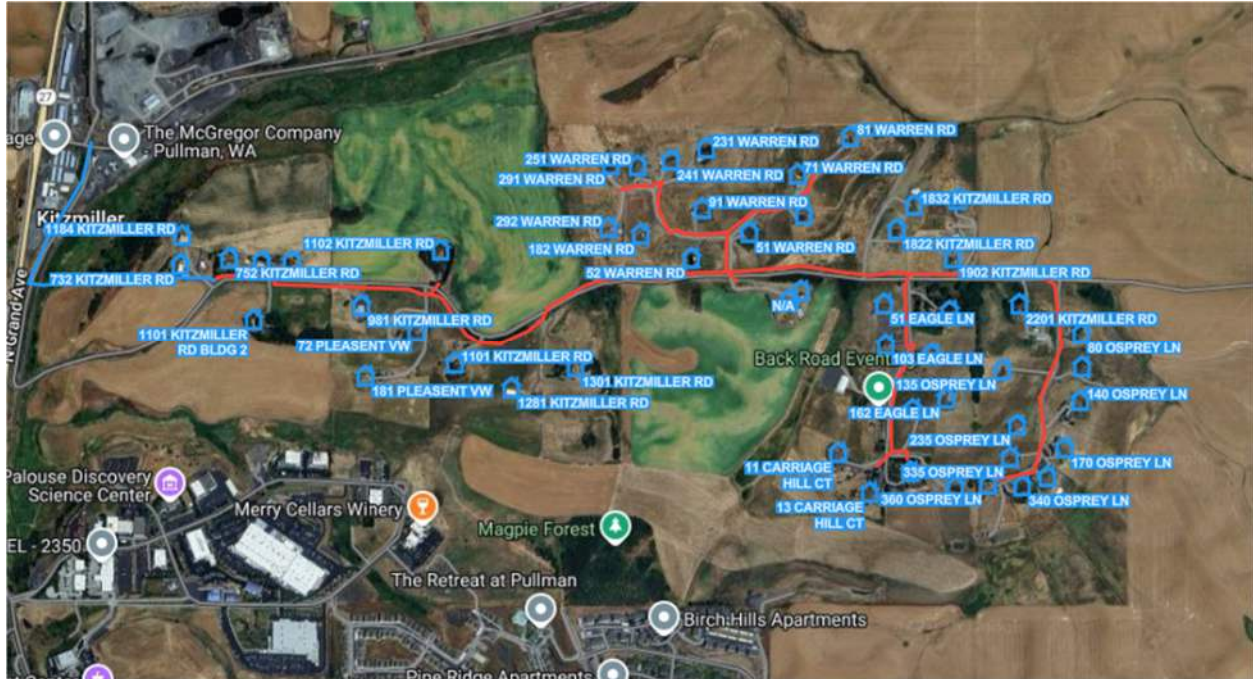 27
age
The McGregor Company
- Pullman, WA
Kitzmiller
1184 KITZMILLER RD
732 KITZMILLER RD
752 KITZMILLER RD
1102 KITZMILLER RD
1101 KITZMILLER
RD BLDG 2
981 KITZMILLER RD
72 PLEASENT VW
181 PLEASENT VW
1101 KITZMILLER RD
1281 KITZMILLER RD
1301 KITZMILLER RD
N Grand Ave
251 WARREN RD
291 WARREN RD
231 WARREN RD
241 WARREN RD
81 WARREN RD
71 WARREN RD
91 WARREN RD
292 WARREN RD
182 WARREN RD
51 WARREN RD
52 WARREN RD
1832 KITZMILLER RD
1822 KITZMILLER RD
1902 KITZMILLER RD
N/A
51 EAGLE LN
2201 KITZMILLER RD
80 OSPREY LN
Back Road Event
103 EAGLE LN
135 OSPREY LN
140 OSPREY LN
162 EAGLE LN
235 OSPREY LN
170 OSPREY LN
11 CARRIAGE
HILL CT
335 OSPREY LN
360 OSPREY LN
340 OSPREY LN
13 CARRIAGE
HILL CT
Palouse Discovery
Science Center
Merry Cellars Winery
Magpie Forest
EL - 2350
The Retreat at Pullman
Birch Hills Apartments
Pine Ridge Apartments